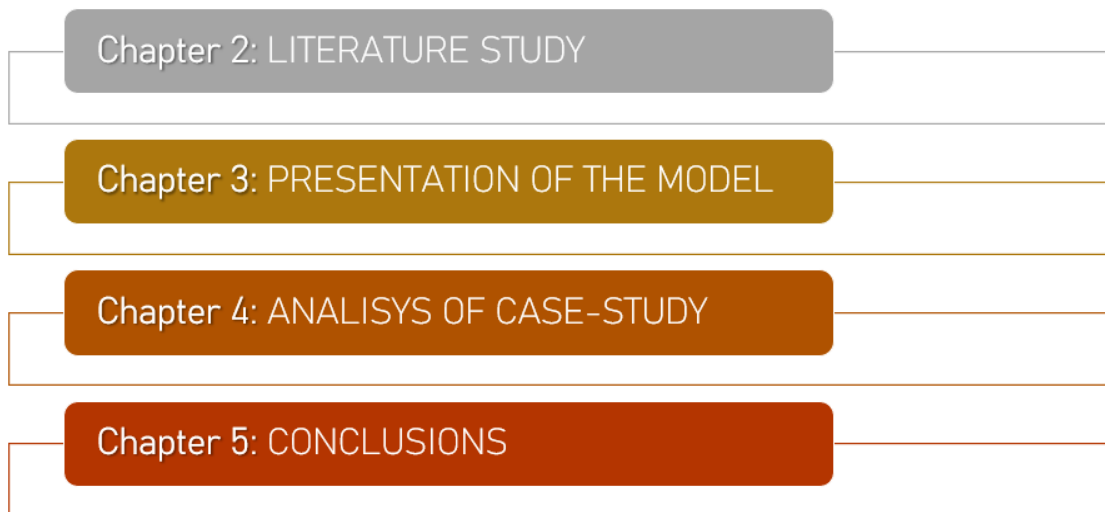 Chapter 2: LITERATURE STUDY
Chapter 3: PRESENTATION OF THE MODEL
Chapter 4: ANALISYS OF CASE-STUDY
Chapter 5: CONCLUSIONS